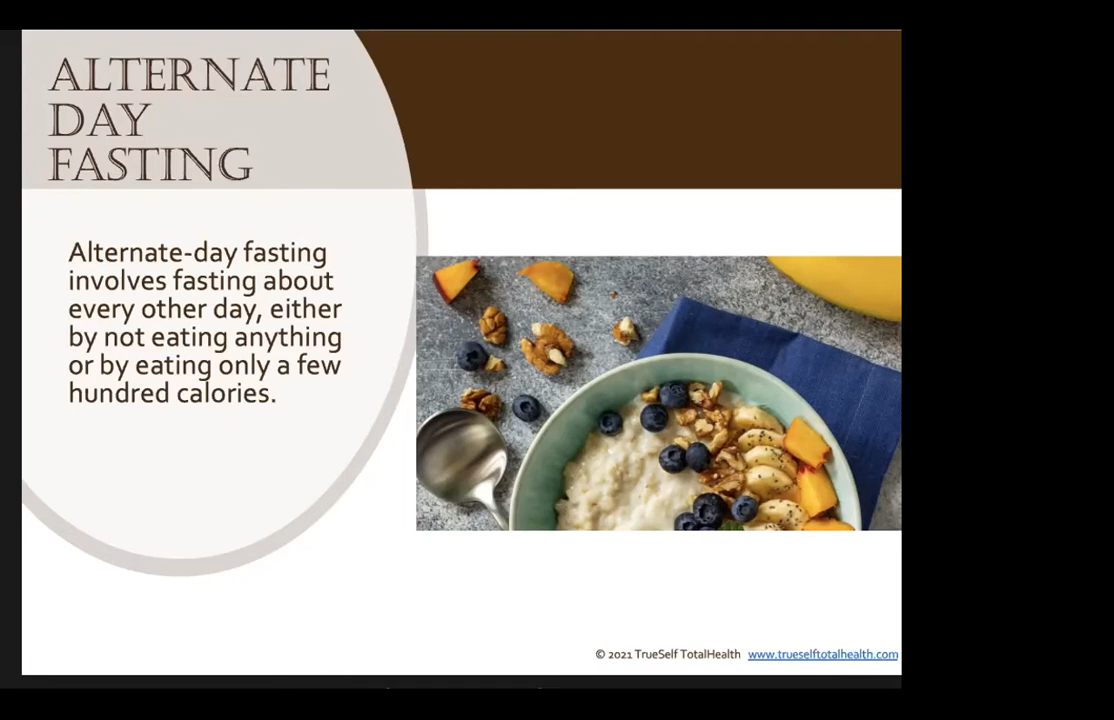 ALTERNATE
DAY
FASTING
Alternate-day fasting
involves fasting about
every other day, either
by not eating anything
or by eating only a few
hundred calories.
© 2021 TrueSelf TotalHealth www.trueselftotalhealth.com